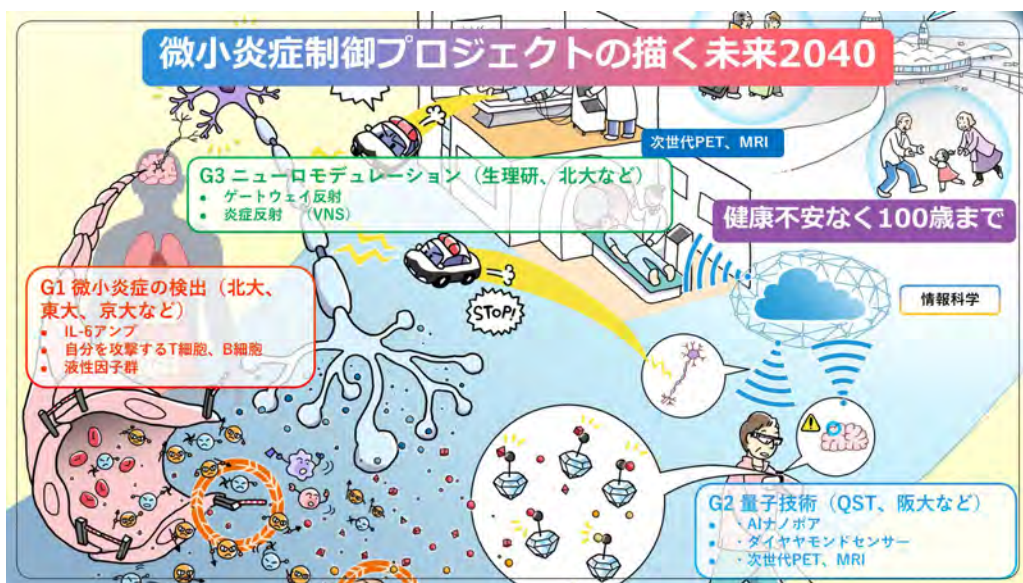 微小炎症制御プロジェクトの描く未来2040
次世代PET、MRI
G3 ニューロモデュレーション（生理研、北大など）
• ゲートウェイ反射
• 炎症反射　（VNS）
健康不安なく100歳まで
G1 微小炎症の検出（北大、
東大、京大など）
• IL-6アンプ
• 自分を攻撃するT細胞、B細胞
• 液性因子群
STOP!
情報科学
G2 量子技術（QST、阪大など）
• ・AIナノポア
• ・ダイヤヤモンドセンサー
• ・次世代PET、MRI